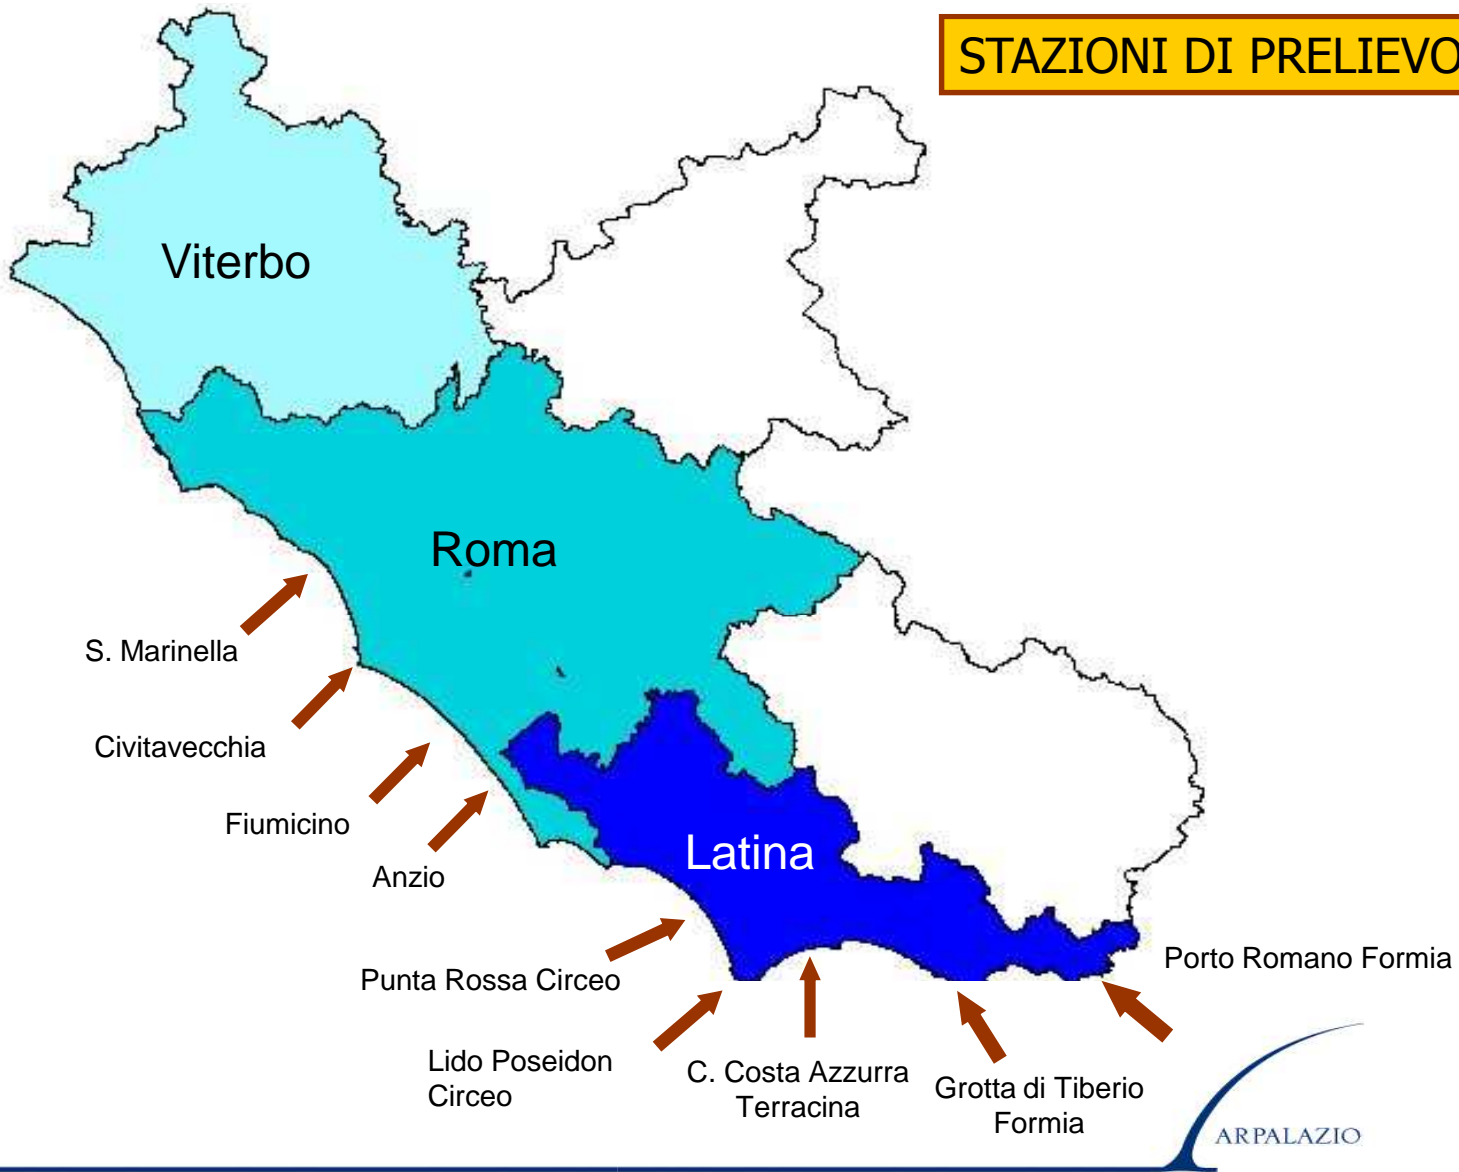 STAZIONI DI PRELIEVO
Viterbo
Roma
S. Marinella
Civitavecchia
Fiumicino
Anzio
Latina
Punta Rossa Circeo
Porto Romano Formia
Lido Poseidon
Circeo
C. Costa Azzurra
Terracina
Grotta di Tiberio
Formia
ARPALAZIO